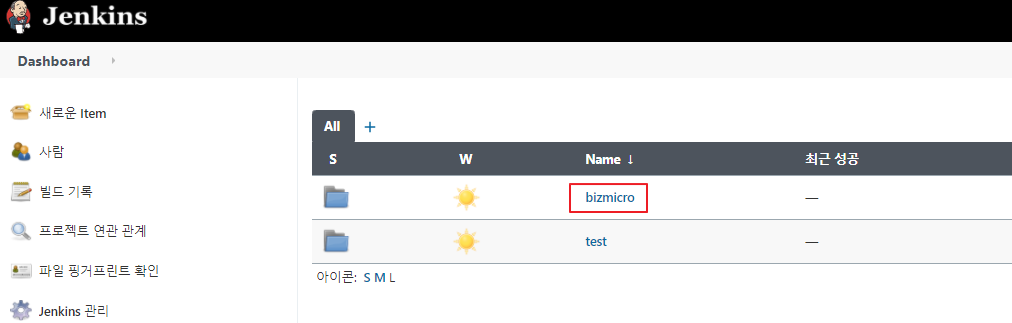 Jenkins
Dashboard
새로운 Item
사람
빌드 기록
프로젝트 연관 관계
파일 핑거프린트 확인
Jenkins 관리
All +
S W Name ↓ 최근 성공
bizmicro —
test —
아이콘: S M L